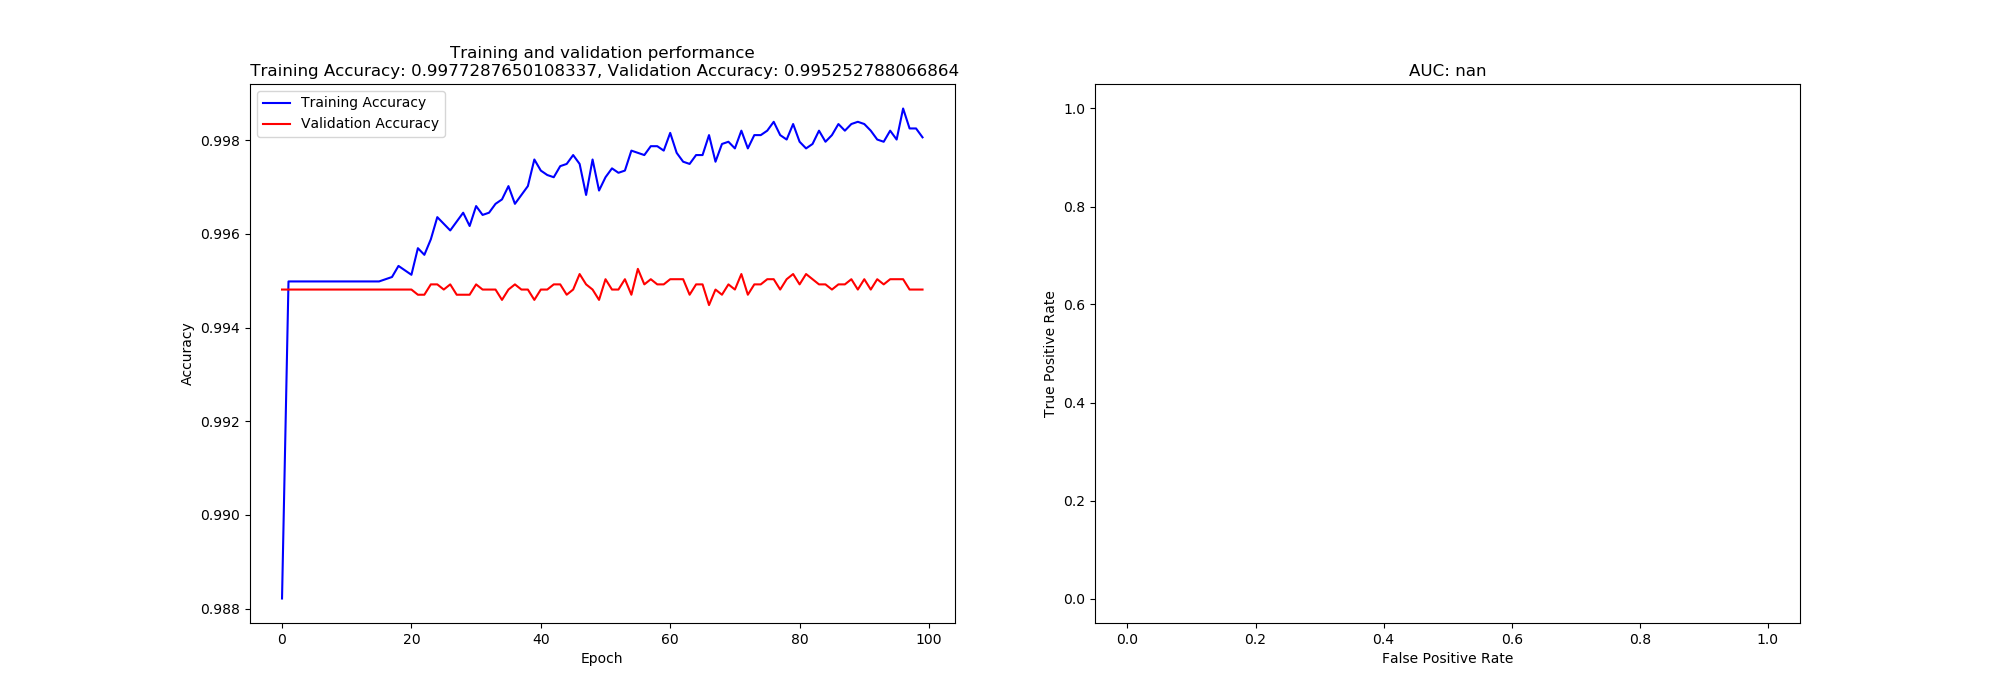 Training and validation performance
Training Accuracy: 0.9977287650108337, Validation Accuracy: 0.995252788066864
Training Accuracy
Validation Accuracy
0.998
0.996
0.994
0.992
0.990
0.988
Accuracy
0
20
40
60
80
100
Epoch
AUC: nan
1.0
0.8
0.6
0.4
0.2
0.0
True Positive Rate
0.0
0.2
0.4
0.6
0.8
1.0
False Positive Rate